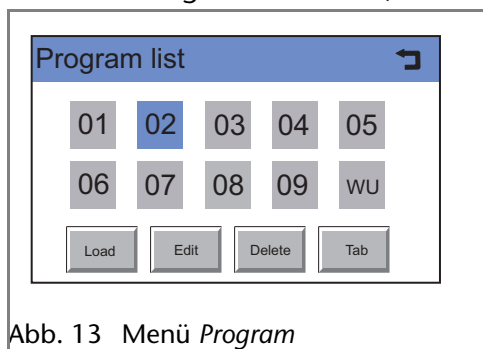 Program list
01 02 03 04 05
06 07 08 09 WU
Load Edit Delete Tab
Abb. 13 Menü Program